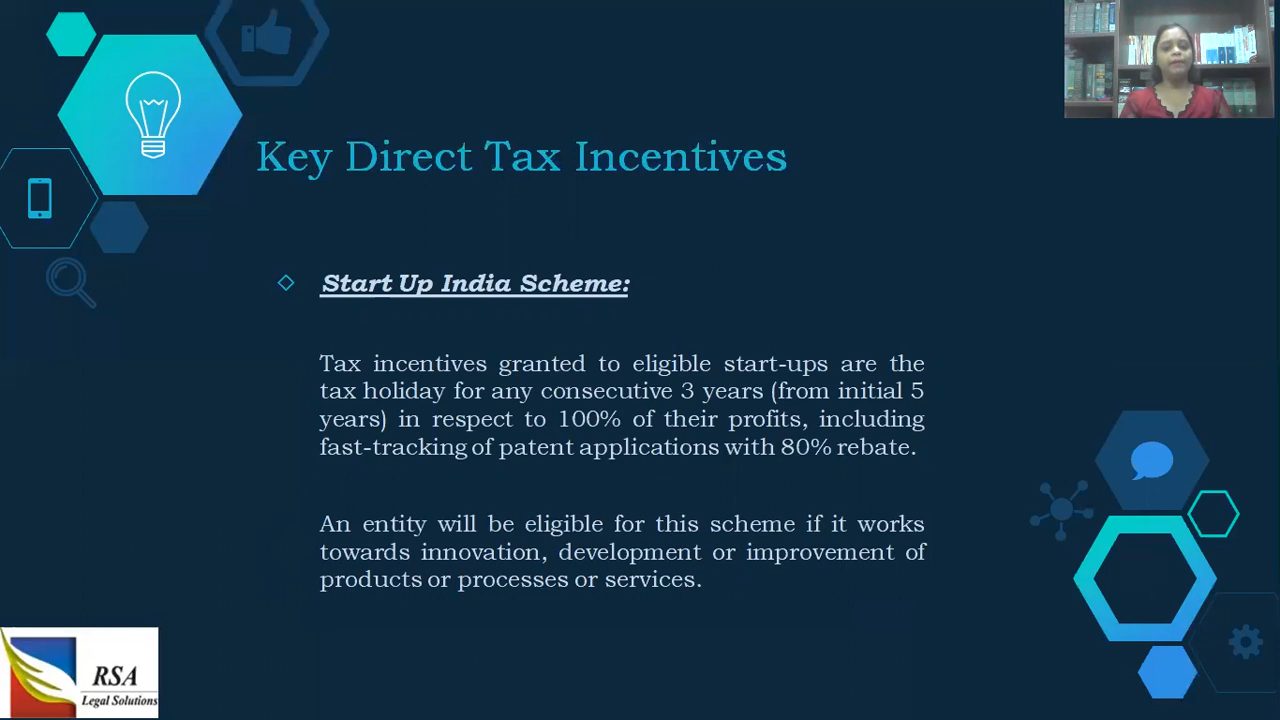 Key Direct Tax Incentives
Start Up India Scheme:
Tax incentives granted to eligible start-ups are the
tax holiday for any consecutive 3 years (from initial 5
years) in respect to 100% of their profits, including
fast-tracking of patent applications with 80% rebate.
An entity will be eligible for this scheme if it works
towards innovation, development or improvement of
products or processes or services.
RSA
Legal Solutions